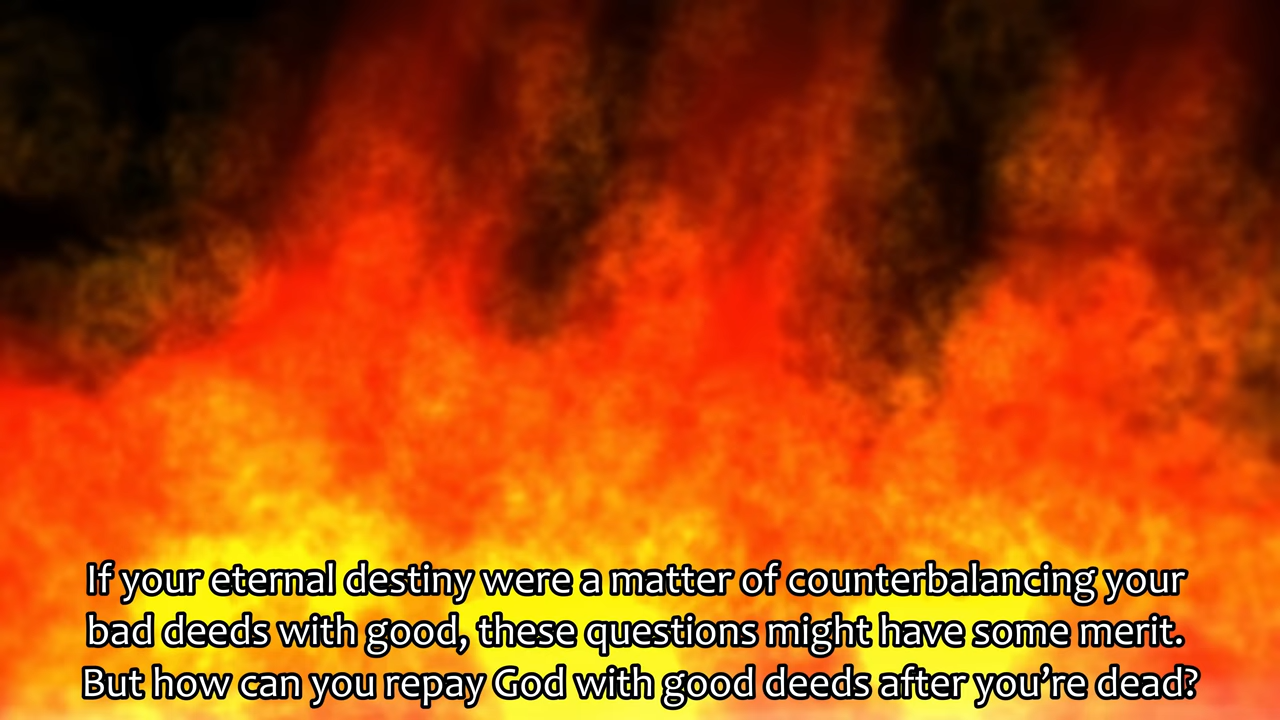 If your eternal destiny were a matter of counterbalancing your
bad deeds with good, these questions might have some merit.
But how can you repay God with good deeds after you’re dead?